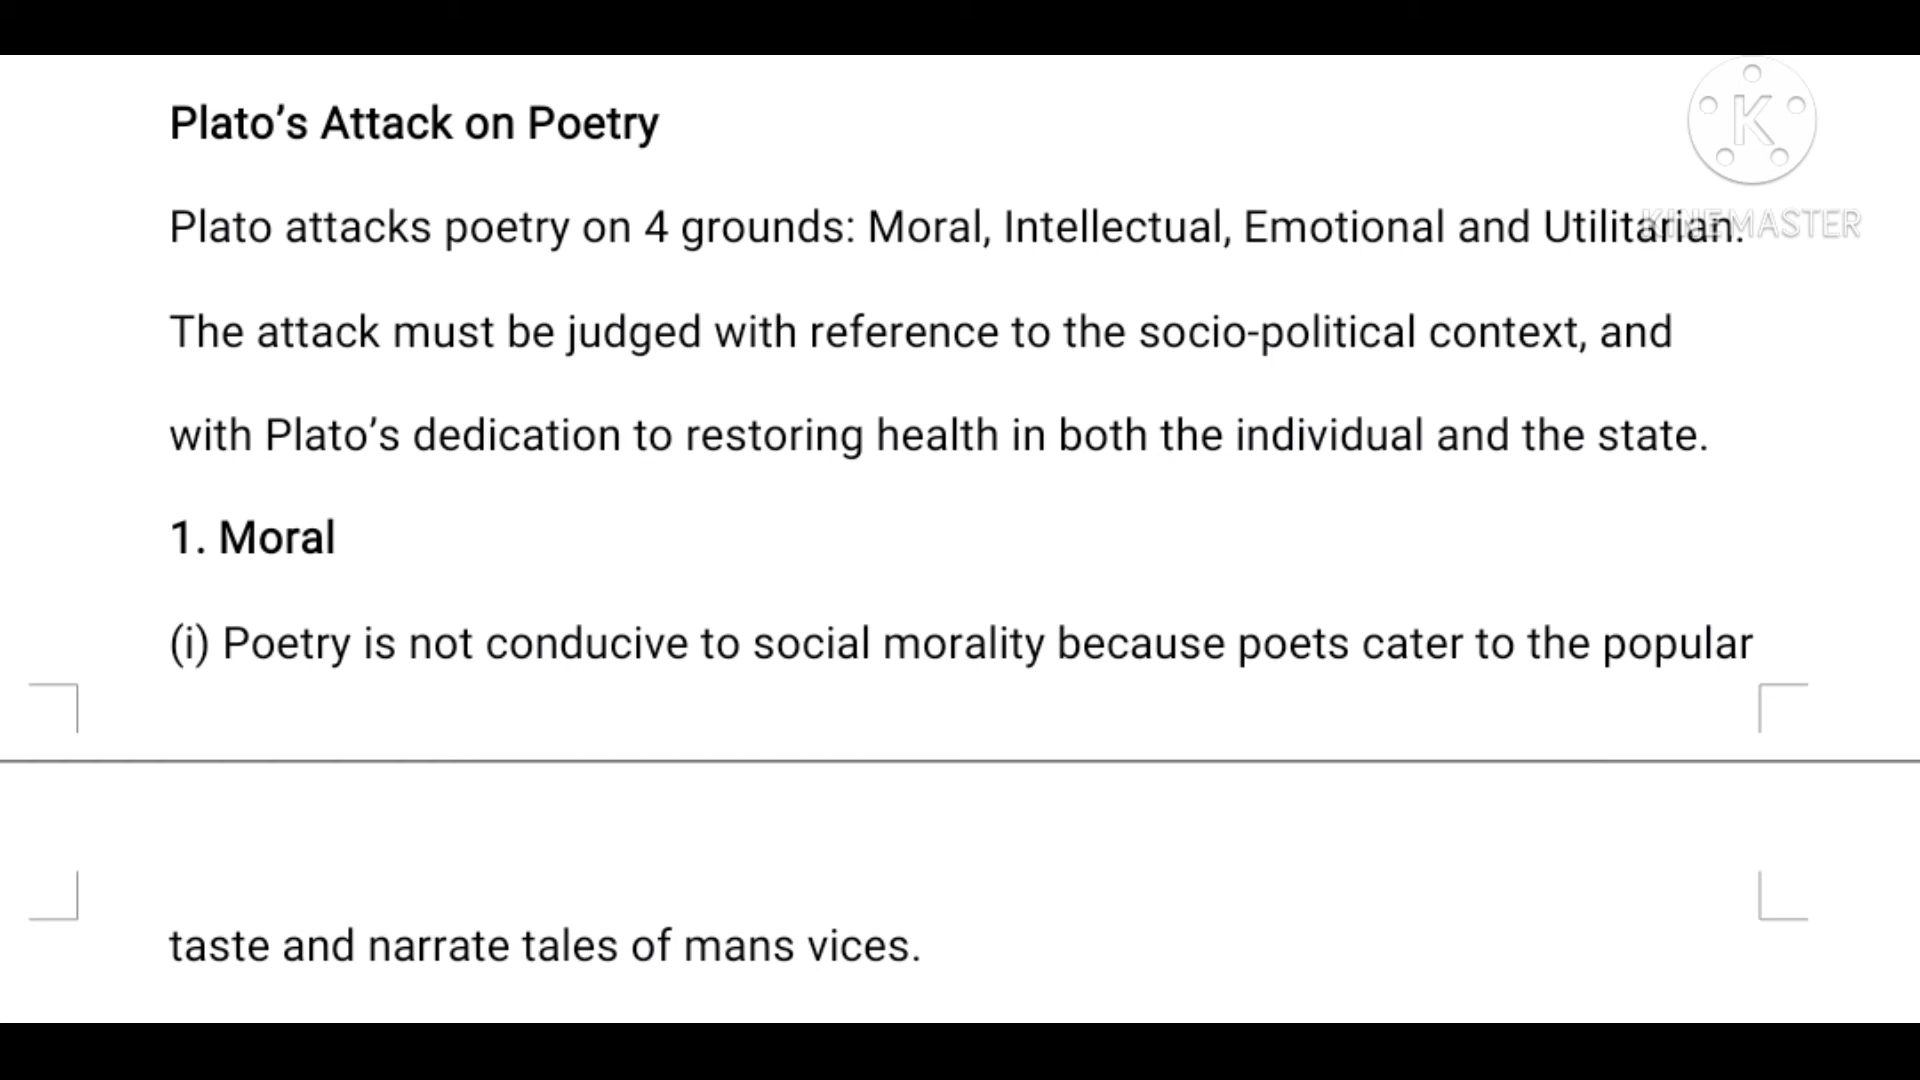 Plato’s Attack on Poetry
K
Plato attacks poetry on 4 grounds: Moral, Intellectual, Emotional and Utilitarian.
KINEMASTER
The attack must be judged with reference to the socio-political context, and
with Plato’s dedication to restoring health in both the individual and the state.
1. Moral
(i) Poetry is not conducive to social morality because poets cater to the popular
taste and narrate tales of mans vices.